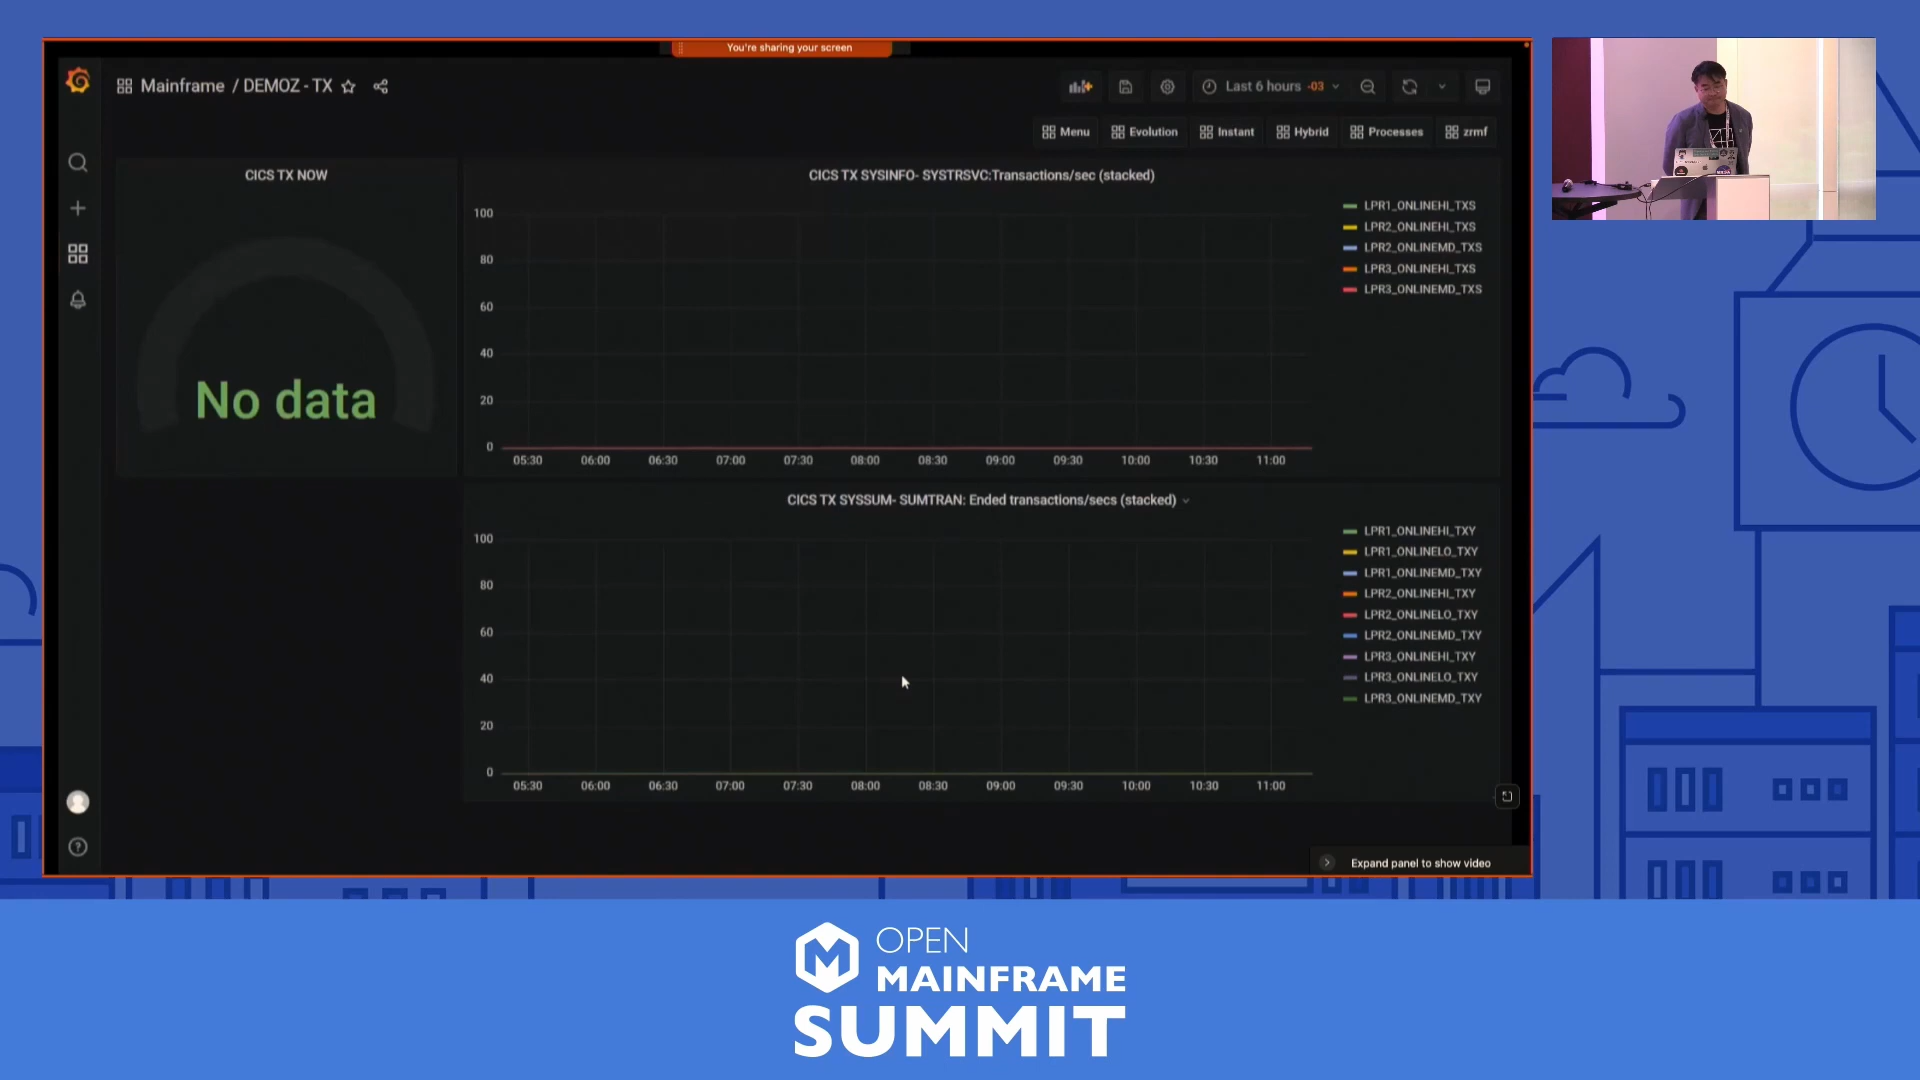 You're sharing your screen
Mainframe / DEMOZ - TX
Last 6 hours -03
Menu
Evolution
Instant
Hybrid
Processes
zrmf
CICS TX NOW
No data
CICS TX SYSINFO- SYSTRSVC:Transactions/sec (stacked)
100
80
60
40
20
0
05:30 06:00 06:30 07:00 07:30 08:00 08:30 09:00 09:30 10:00 10:30 11:00
LPR1_ONLINEHI_TXS
LPR2_ONLINEHI_TXS
LPR2_ONLINEMD_TXS
LPR3_ONLINEHI_TXS
LPR3_ONLINEMD_TXS
CICS TX SYSSUM- SUMTRAN: Ended transactions/secs (stacked)
100
80
60
40
20
0
05:30 06:00 06:30 07:00 07:30 08:00 08:30 09:00 09:30 10:00 10:30 11:00
LPR1_ONLINEHI_TXY
LPR1_ONLINELO_TXY
LPR1_ONLINEMD_TXY
LPR2_ONLINEHI_TXY
LPR2_ONLINELO_TXY
LPR2_ONLINEMD_TXY
LPR3_ONLINEHI_TXY
LPR3_ONLINELO_TXY
LPR3_ONLINEMD_TXY
Expand panel to show video
OPEN
MAINFRAME
SUMMIT